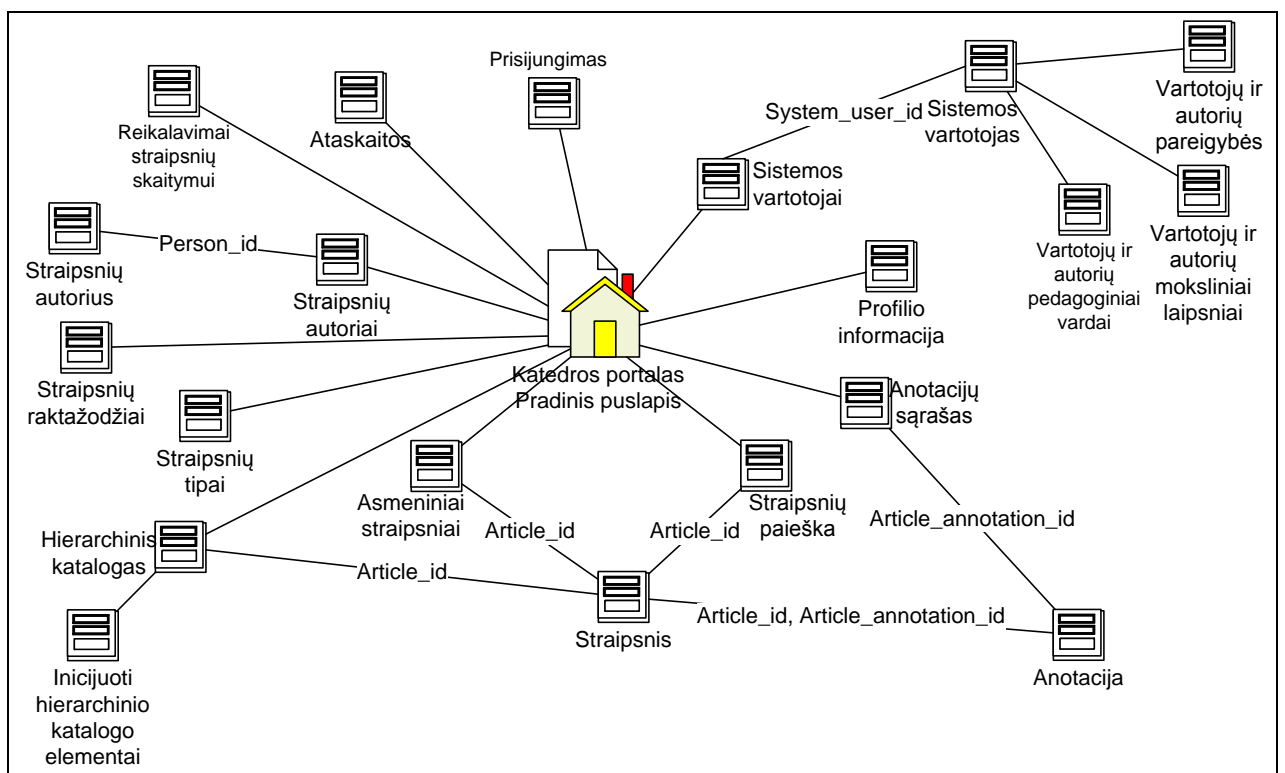 Prisijungimas
Reikalavimai
straipsnių
skaitymui
Ataskaitos
System_user_id
Sistemos
vartotojas
Vartotojų ir
autorių
pareigybės
Sistemos
vartotojai
Person_id
Straipsnių
autorius
Straipsnių
autoriai
Vartotojų ir
autorių
pedagoginiai
vardai
Vartotojų ir
autorių
moksliniai
laipsniai
Profilio
informacija
Straipsnių
raktažodžiai
Katedros portalas
Pradinis puslapis
Anotacijų
sąrašas
Straipsnių
tipai
Asmeniniai
straipsniai
Straipsnių
paieška
Article_id
Article_id
Article_annotation_id
Hierarchinis
katalogas
Article_id
Straipsnis
Article_id, Article_annotation_id
Anotacija
Inicijuoti
hierarchinio
katalogo
elementai